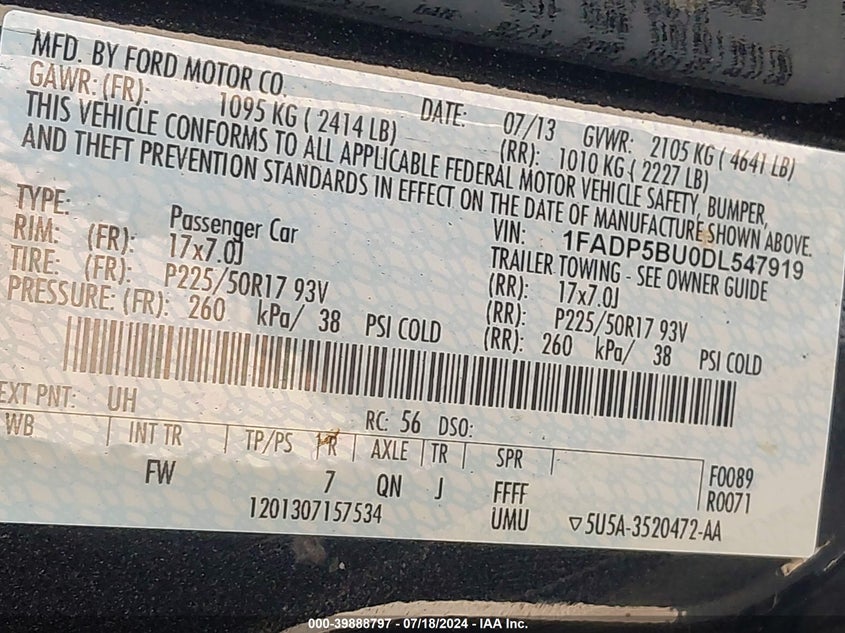 MFD. BY FORD MOTOR CO.
DATE: 07/13 GVWR: 2105 KG ( 4641 LB)
GAWR: (FR): 1095 KG ( 2414 LB) (RR): 1010 KG ( 2227 LB)
THIS VEHICLE CONFORMS TO ALL APPLICABLE FEDERAL MOTOR VEHICLE SAFETY, BUMPER,
AND THEFT PREVENTION STANDARDS IN EFFECT ON THE DATE OF MANUFACTURE SHOWN ABOVE.
VIN: 1FADP5BU0DL547919
TYPE: Passenger Car TRAILER TOWING - SEE OWNER GUIDE
RIM: (FR): 17x7.0J (RR): 17x7.0J
TIRE: (FR): P225/50R17 93V (RR): P225/50R17 93V
PRESSURE: (FR): 260 kPa/ 38 PSI COLD (RR): 260 kPa/ 38 PSI COLD
EXT PNT: UH RC: 56 DSO:
WB INT TR TP/PS R AXLE TR SPR
FW 7 QN J FFFF F0089
UMU R0071
1201307157534 ▽5U5A-3520472-AA
000-39888797 - 07/18/2024 - IAA Inc.